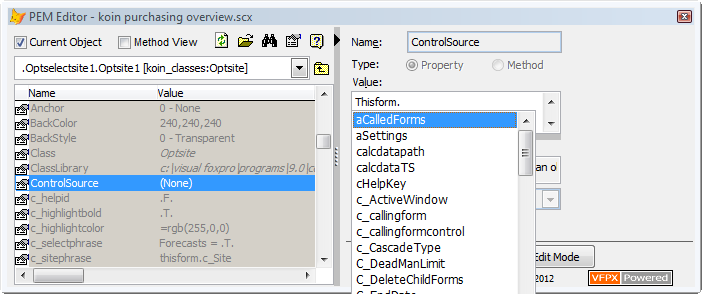 PEM Editor - koin purchasing overview.scx
Current Object
Method View
.Optselectsite1.Optsite1 [koin_classes:Optsite]
Name Value
Anchor 0 - None
BackColor 240,240,240
BackStyle 0 - Transparent
Class Optsite
ClassLibrary c:\visual foxpro\programs\9.0\c
ControlSource (None)
c_helpid .F.
c_highlightbold .T.
c_highlightcolor =rgb(255,0,0)
c_selectphrase Forecasts = .T.
c_sitephrase thisform.c_Site
Name: ControlSource
Type: Property Method
Value:
Thisform.
aCalledForms
aSettings
calcdatapath
calcdataTS
cHelpKey
c_ActiveWindow
c_callingform
c_callingformcontrol
c_CascadeType
C_DeadManLimit
C_DeleteChildForms
Edit Mode
2012 VFPX Powered